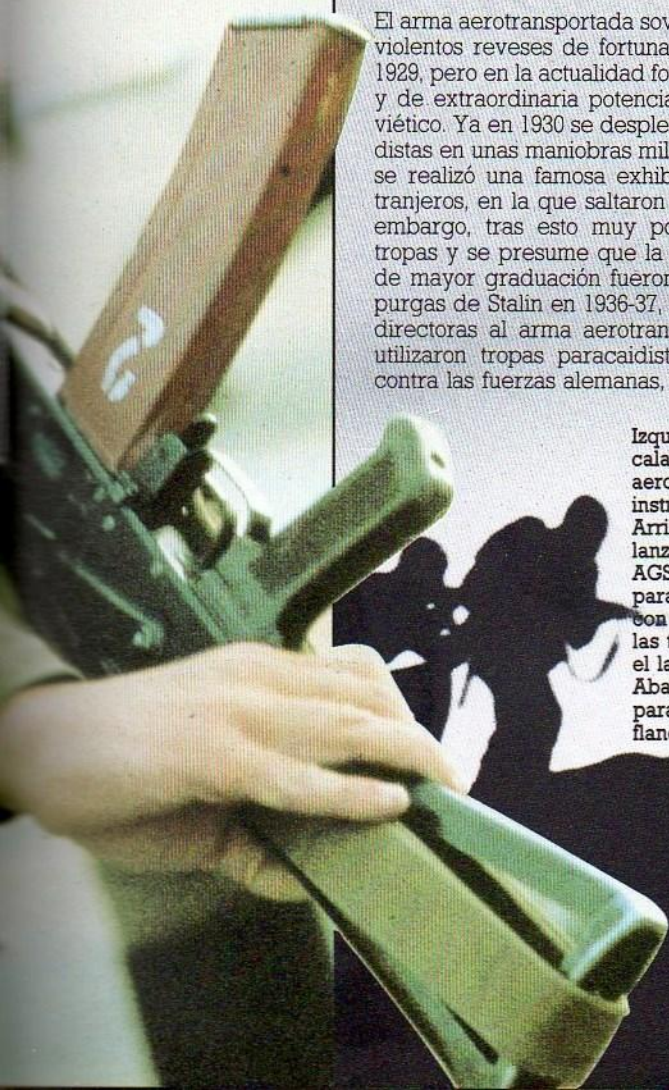 El arma aerotransportada sov
violentos reveses de fortuna
1929, pero en la actualidad fo
y de extraordinaria potencia
viético. Ya en 1930 se desple
distas en unas maniobras mil
se realizó una famosa exhib
tranjeros, en la que saltaron
embargo, tras esto muy po
tropas y se presume que la
de mayor graduación fueron
purgas de Stalin en 1936-37
directoras al arma aerotran
utilizaron tropas paracaidist
contra las fuerzas alemanas,
Izqu
cala
aero
instr
Arri
lanz
AGS
para
con
las t
el la
Abaj
para
flanc